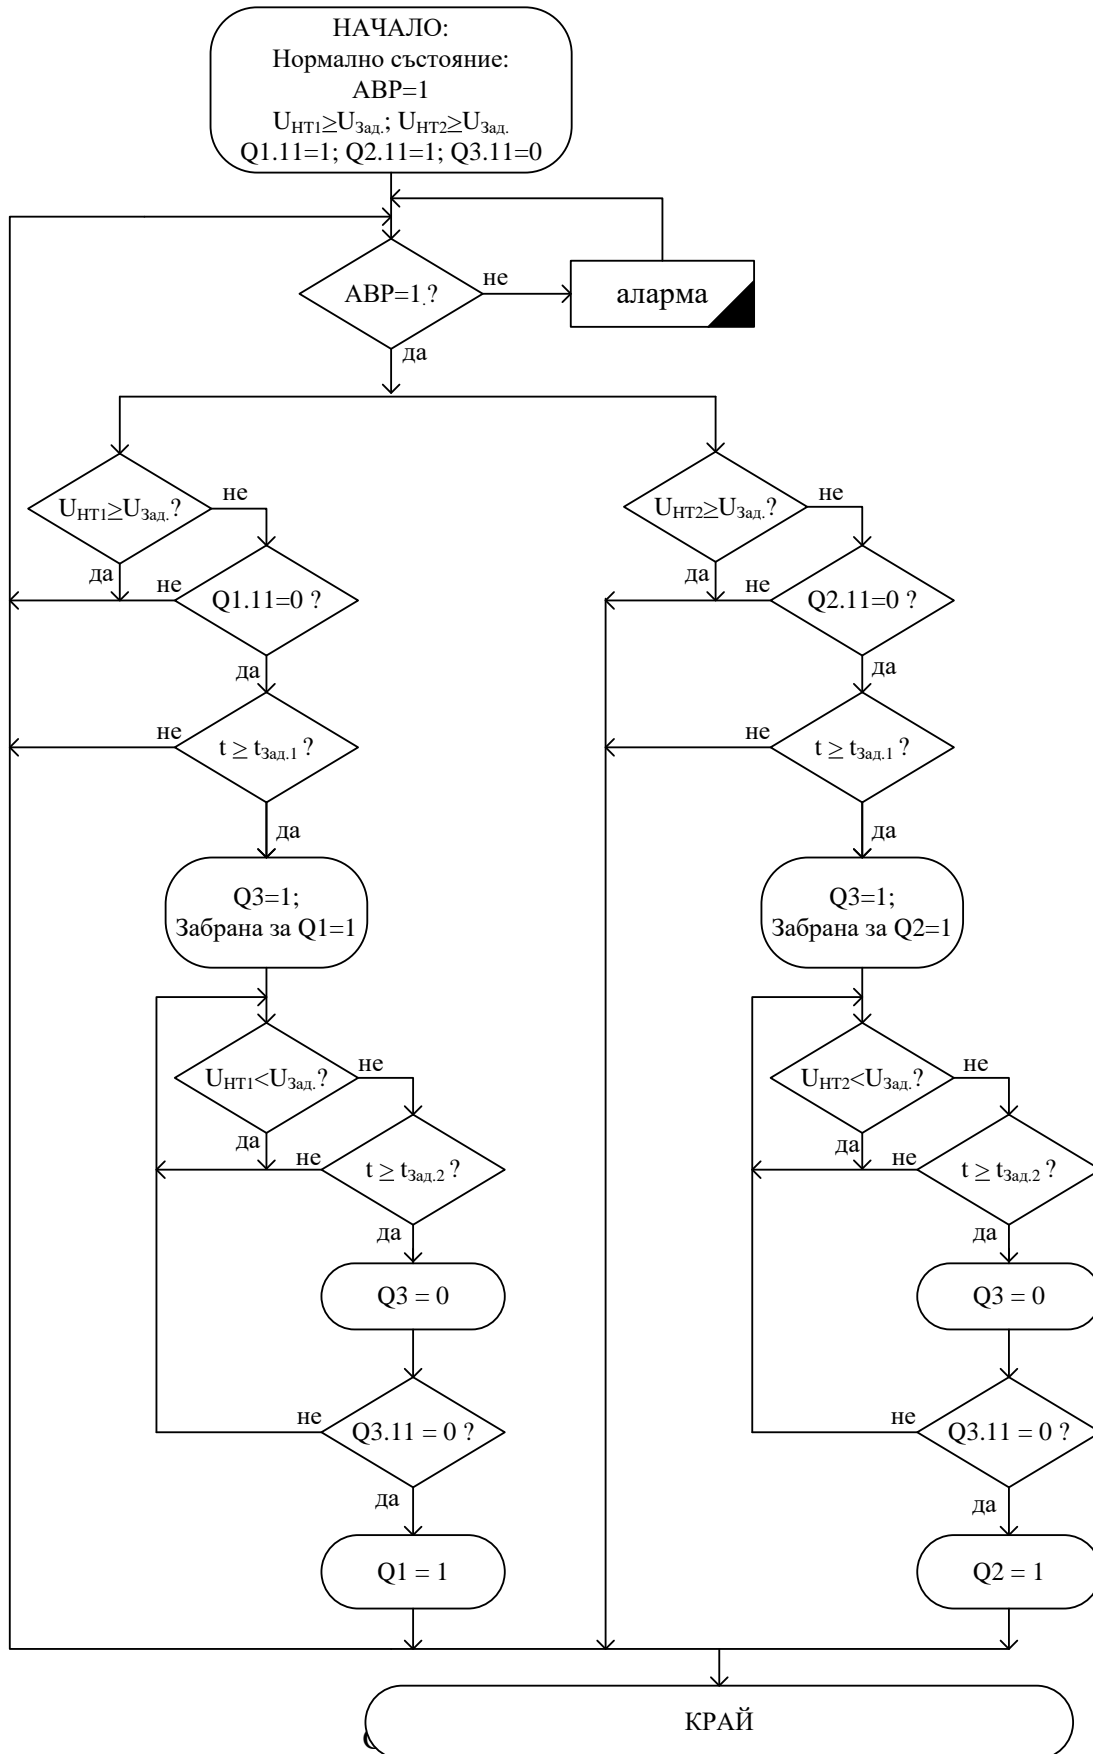 НАЧАЛО:
Нормално състояние:
АВР=1
UНТ1≥UЗад.; UНТ2≥UЗад.
Q1.11=1; Q2.11=1; Q3.11=0
АВР=1.?
не
аларма
да
UНТ1≥UЗад.?
не
UНТ2≥UЗад.?
не
да
не
Q1.11=0 ?
да
не
Q2.11=0 ?
да
да
не
t ≥ tЗад.1 ?
не
t ≥ tЗад.1 ?
да
да
Q3=1;
Забрана за Q1=1
Q3=1;
Забрана за Q2=1
UНТ1<UЗад.?
не
UНТ2<UЗад.?
не
да
не
t ≥ tЗад.2 ?
да
не
t ≥ tЗад.2 ?
да
да
Q3 = 0
Q3 = 0
не
Q3.11 = 0 ?
не
Q3.11 = 0 ?
да
да
Q1 = 1
Q2 = 1
КРАЙ